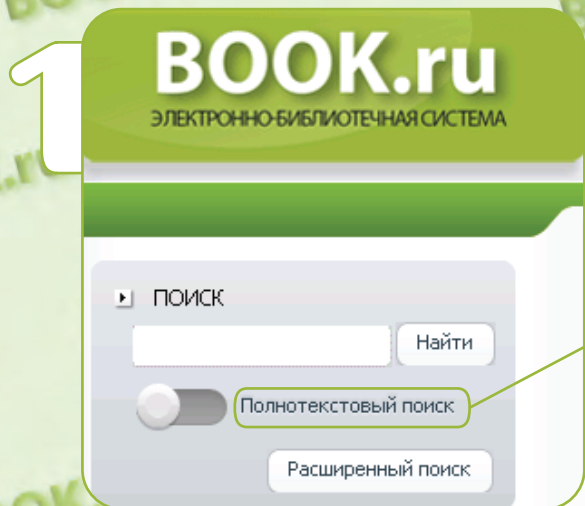 1
BOOK.ru
ЭЛЕКТРОННО-БИБЛИОТЕЧНАЯ СИСТЕМА
ПОИСК
Найти
Полнотекстовый поиск
Расширенный поиск